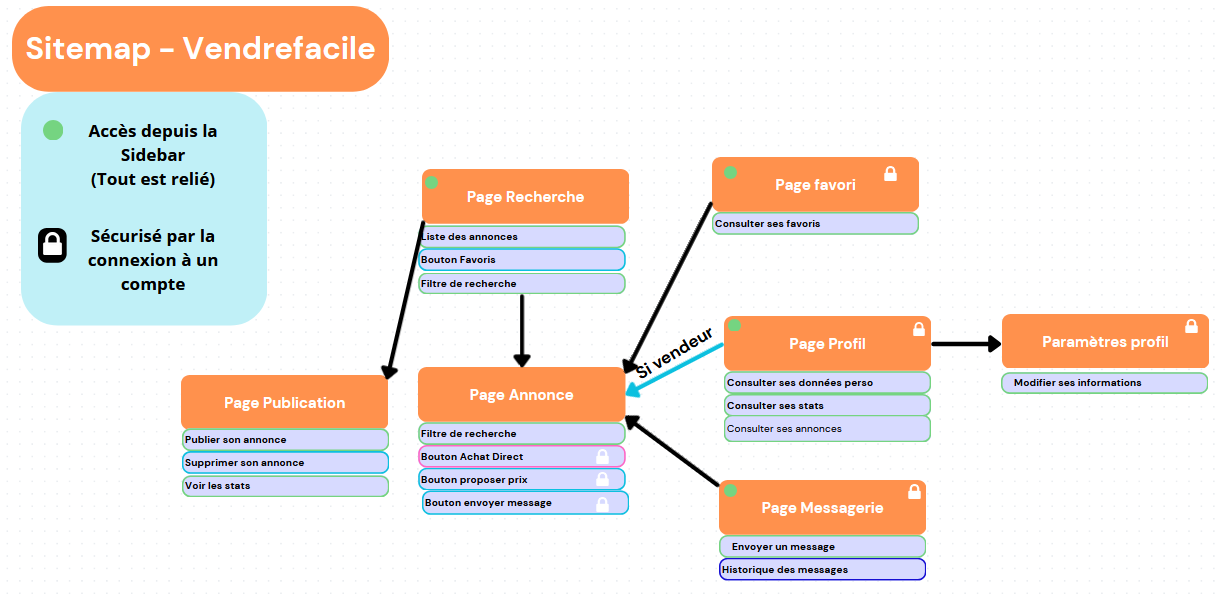 Sitemap - Vendrefacile
Accès depuis la
Sidebar
(Tout est relié)
Sécurisé par la
connexion à un
compte
Page Recherche
Liste des annonces
Bouton Favoris
Filtre de recherche
Page favori
Consulter ses favoris
Si vendeur
Page Profil
Consulter ses données perso
Consulter ses stats
Consulter ses annonces
Paramètres profil
Modifier ses informations
Page Publication
Publier son annonce
Supprimer son annonce
Voir les stats
Page Annonce
Filtre de recherche
Bouton Achat Direct
Bouton proposer prix
Bouton envoyer message
Page Messagerie
Envoyer un message
Historique des messages